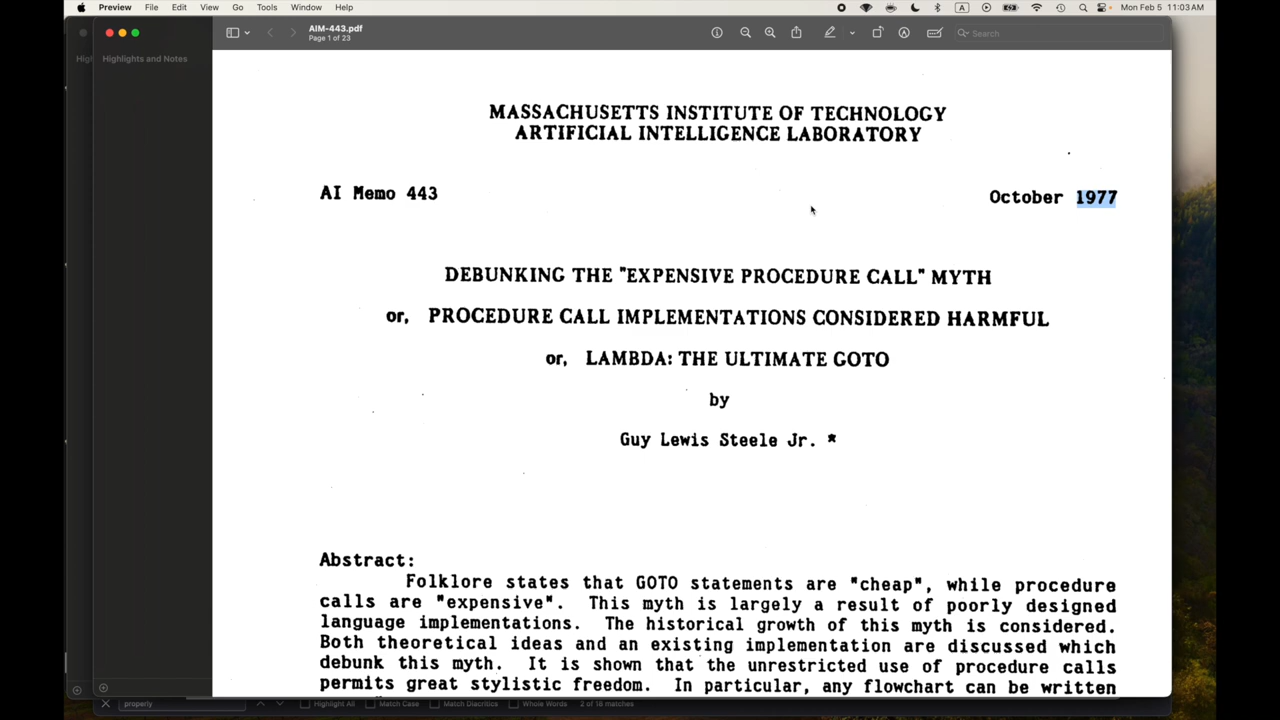 Preview File Edit View Go Tools Window Help A Mon Feb 5 11:03 AM
AIM-443.pdf
Page 1 of 23
Search
Highlights and Notes
MASSACHUSETTS INSTITUTE OF TECHNOLOGY
ARTIFICIAL INTELLIGENCE LABORATORY
AI Memo 443
October 1977
DEBUNKING THE "EXPENSIVE PROCEDURE CALL" MYTH
or, PROCEDURE CALL IMPLEMENTATIONS CONSIDERED HARMFUL
or, LAMBDA: THE ULTIMATE GOTO
by
Guy Lewis Steele Jr. *
Abstract:
Folklore states that GOTO statements are "cheap", while procedure
calls are "expensive". This myth is largely a result of poorly designed
language implementations. The historical growth of this myth is considered.
Both theoretical ideas and an existing implementation are discussed which
debunk this myth. It is shown that the unrestricted use of procedure calls
permits great stylistic freedom. In particular, any flowchart can be written
properly Highlight All Match Case Match Diacritics Whole Words 2 of 18 matches